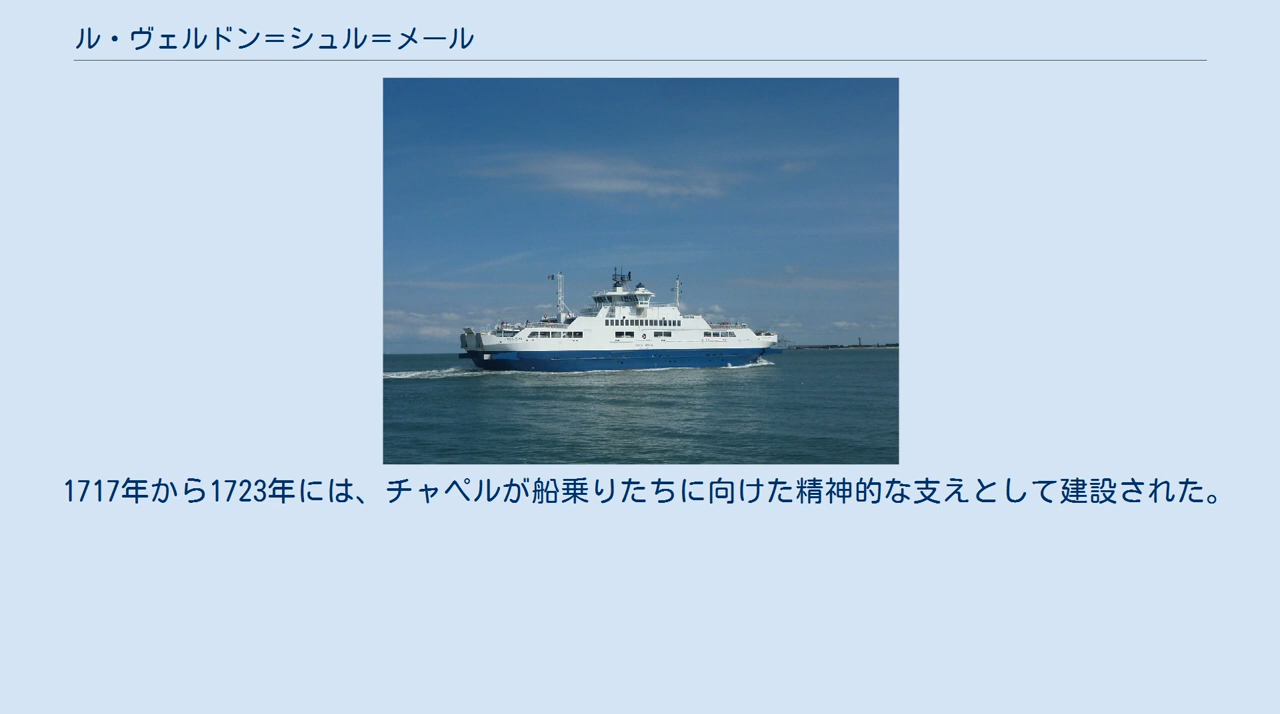 ル・ヴェルドン＝シュル＝メール
1717年から1723年には、チャペルが船乗りたちに向けた精神的な支えとして建設された。